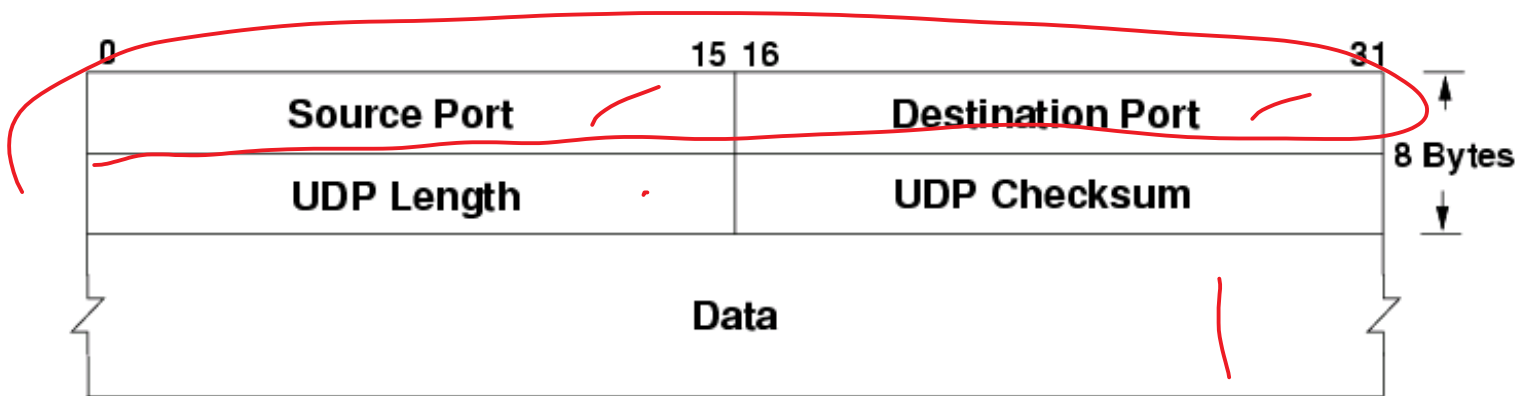 0 15 16 31
Source Port Destination Port
8 Bytes
UDP Length UDP Checksum
Data